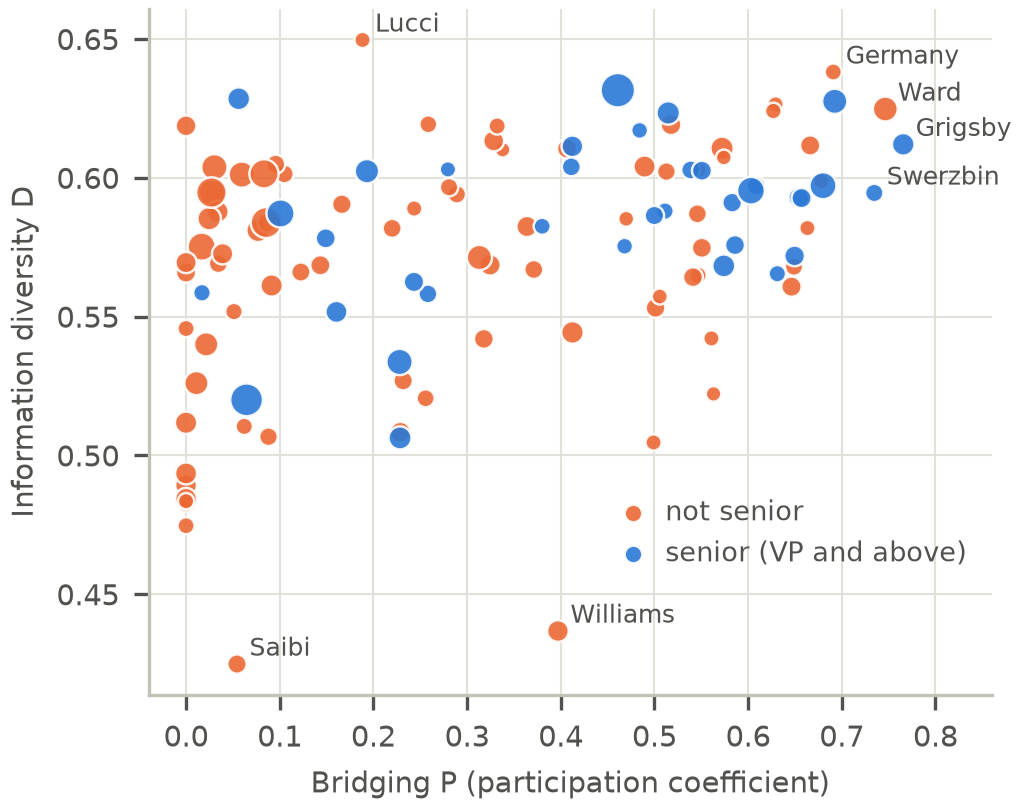 Lucci
Germany
Ward
Grigsby
Swerzbin
Williams
Saibi
0.65
0.60
0.55
0.50
0.45
Information diversity D
not senior
senior (VP and above)
0.0 0.1 0.2 0.3 0.4 0.5 0.6 0.7 0.8
Bridging P (participation coefficient)